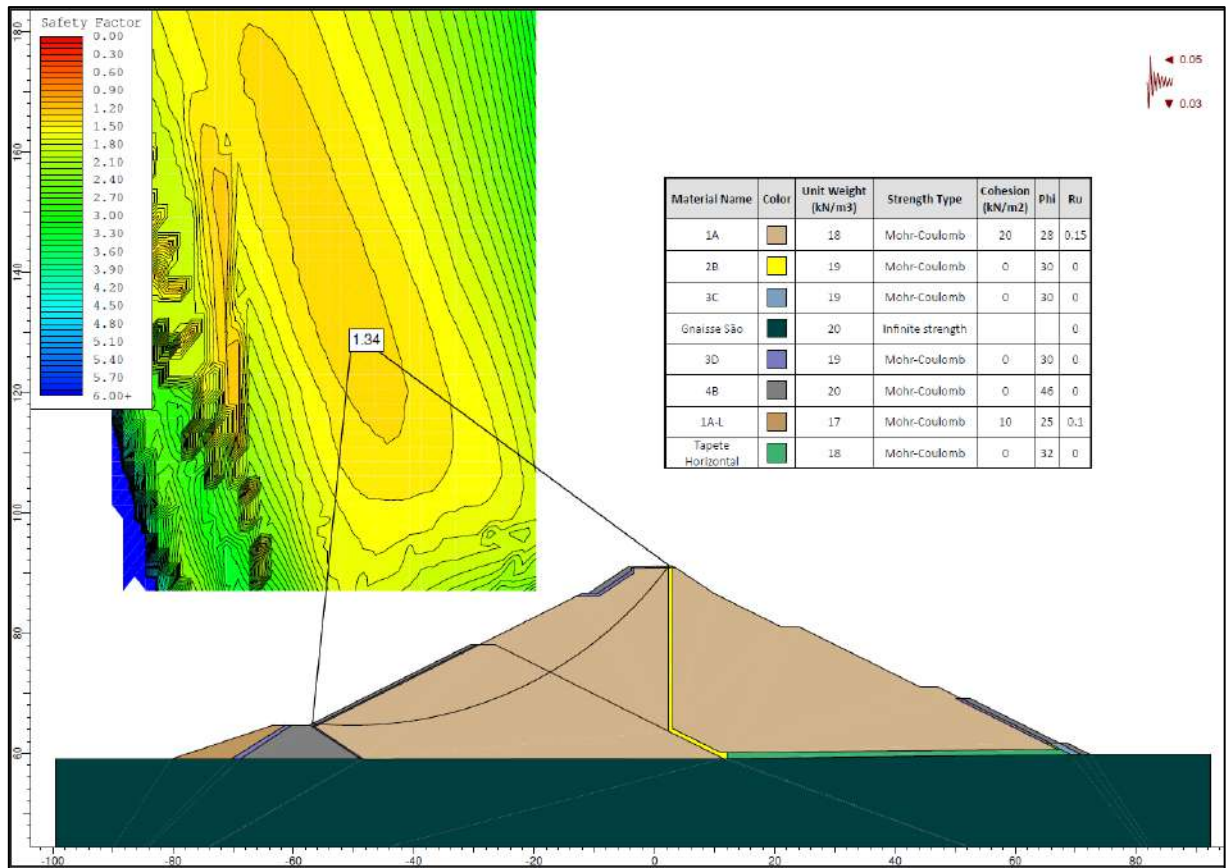 Safety Factor
0.00
0.30
0.60
0.90
1.20
1.50
1.80
2.10
2.40
2.70
3.00
3.30
3.60
3.90
4.20
4.50
4.80
5.10
5.40
5.70
6.00+
180
160
140
120
100
80
60
0.05
0.03
1.34
Material Name Color Unit Weight (kN/m3) Strength Type Cohesion (kN/m2) Phi Ru
1A 18 Mohr-Coulomb 20 28 0.15
2B 19 Mohr-Coulomb 0 30 0
3C 19 Mohr-Coulomb 0 30 0
Gnaisse São 20 Infinite strength 0
3D 19 Mohr-Coulomb 0 30 0
4B 20 Mohr-Coulomb 0 46 0
1A-L 17 Mohr-Coulomb 10 25 0.1
Tapete Horizontal 18 Mohr-Coulomb 0 32 0
-100 -80 -60 -40 -20 0 20 40 60 80